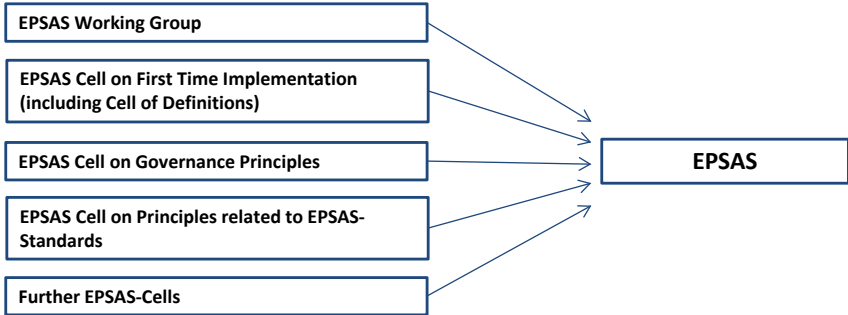 EPSAS Working Group
EPSAS Cell on First Time Implementation
(including Cell of Definitions)
EPSAS Cell on Governance Principles
EPSAS
EPSAS Cell on Principles related to EPSAS-
Standards
Further EPSAS-Cells